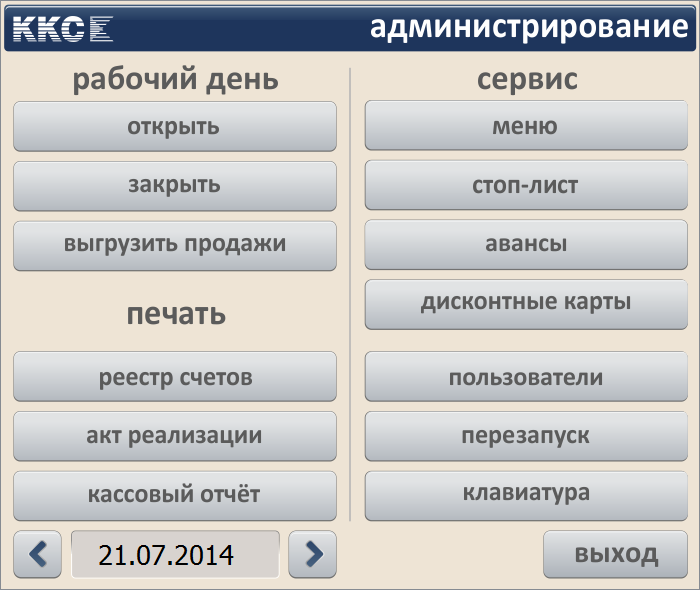 ККС
администрирование
рабочий день
открыть
закрыть
выгрузить продажи
печать
реестр счетов
акт реализации
кассовый отчёт
21.07.2014
сервис
меню
стоп-лист
авансы
дисконтные карты
пользователи
перезапуск
клавиатура
выход